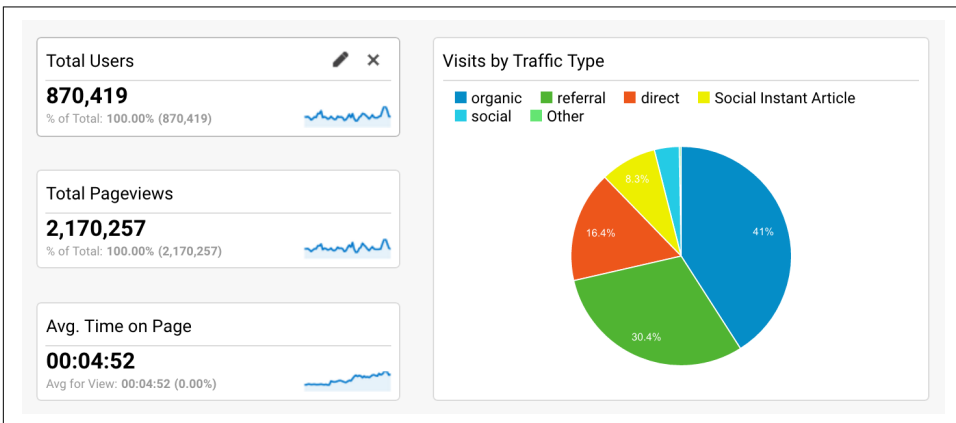 Total Users
870,419
% of Total: 100.00% (870,419)
Total Pageviews
2,170,257
% of Total: 100.00% (2,170,257)
Avg. Time on Page
00:04:52
Avg for View: 00:04:52 (0.00%)
Visits by Traffic Type
organic referral direct Social Instant Article
social Other
8.3%
16.4%
41%
30.4%